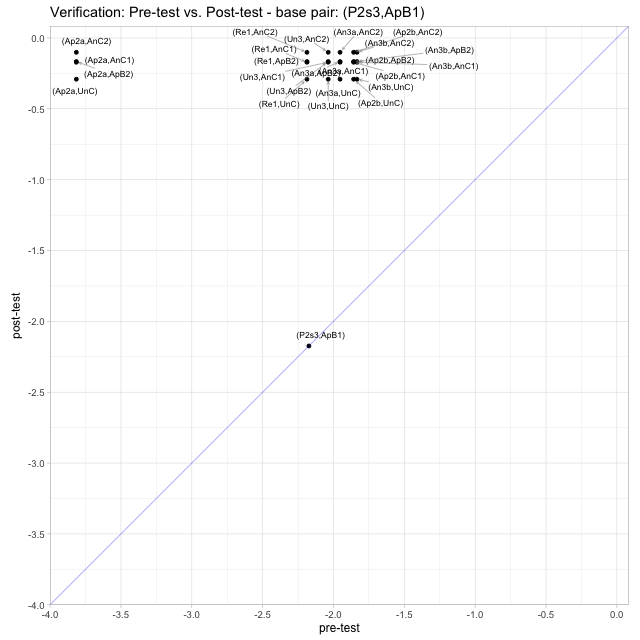 Verification: Pre-test vs. Post-test - base pair: (P2s3,ApB1)
0.0
-0.5
-1.0
-1.5
-2.0
-2.5
-3.0
-3.5
-4.0
post-test
(Ap2a,AnC2)
(Ap2a,AnC1)
(Ap2a,ApB2)
(Ap2a,UnC)
(Re1,AnC2)
(Un3,AnC2)
(An3a,AnC2)
(Ap2b,AnC2)
(An3b,AnC2)
(Re1,AnC1)
(An3b,ApB2)
(Re1,ApB2)
(Ap2b,ApB2)
(An3b,AnC1)
(Un3,AnC1)
(An3a,ApB2)
(An3a,AnC1)
(Ap2b,AnC1)
(Un3,ApB2)
(An3a,UnC)
(An3b,UnC)
(Re1,UnC)
(Un3,UnC)
(Ap2b,UnC)
(P2s3,ApB1)
-4.0 -3.5 -3.0 -2.5 -2.0 -1.5 -1.0 -0.5 0.0
pre-test